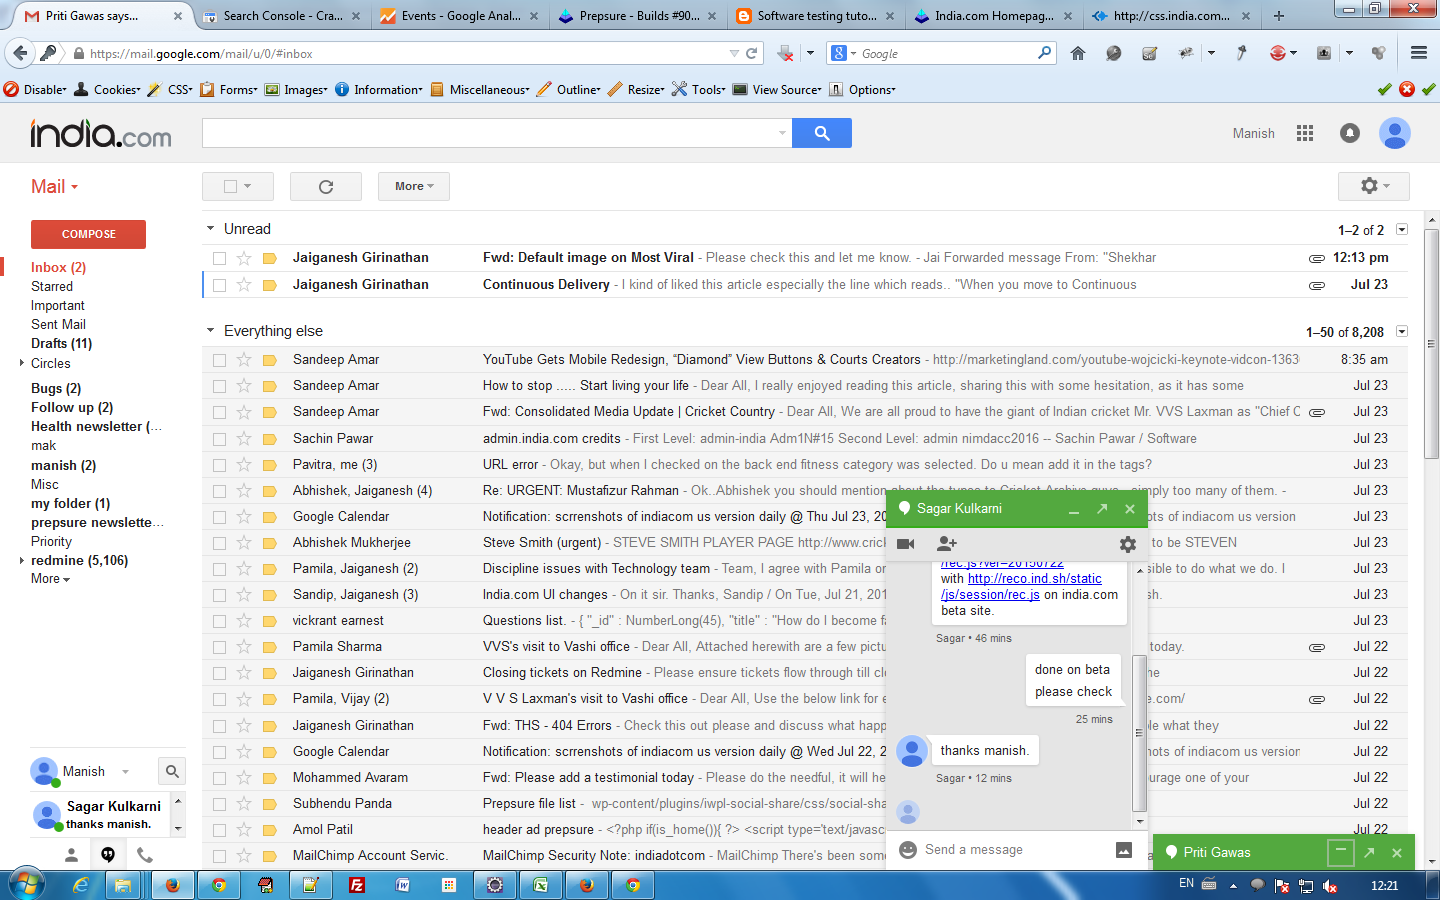 Priti Gawas says...
Search Console - Cra...
Events - Google Anal...
Prepsure - Builds #90...
Software testing tuto...
India.com Homepag...
http://css.india.com...
https://mail.google.com/mail/u/0/#inbox
Google
Disable Cookies CSS Forms Images Information Miscellaneous Outline Resize Tools View Source Options
india.com
Manish
Mail
More
COMPOSE
Inbox (2)
Starred
Important
Sent Mail
Drafts (11)
Circles
Bugs (2)
Follow up (2)
Health newsletter (...
mak
manish (2)
Misc
my folder (1)
prepsure newslette...
Priority
redmine (5,106)
More
Unread 1–2 of 2
Jaiganesh Girinathan Fwd: Default image on Most Viral - Please check this and let me know. - Jai Forwarded message From: "Shekhar 12:13 pm
Jaiganesh Girinathan Continuous Delivery - I kind of liked this article especially the line which reads.. "When you move to Continuous Jul 23
Everything else 1–50 of 8,208
Sandeep Amar YouTube Gets Mobile Redesign, “Diamond” View Buttons & Courts Creators - http://marketingland.com/youtube-wojcicki-keynote-vidcon-1363 8:35 am
Sandeep Amar How to stop ..... Start living your life - Dear All, I really enjoyed reading this article, sharing this with some hesitation, as it has some Jul 23
Sandeep Amar Fwd: Consolidated Media Update | Cricket Country - Dear All, We are all proud to have the giant of Indian cricket Mr. VVS Laxman as "Chief C Jul 23
Sachin Pawar admin.india.com credits - First Level: admin-india Adm1N#15 Second Level: admin nimdacc2016 -- Sachin Pawar / Software Jul 23
Pavitra, me (3) URL error - Okay, but when I checked on the back end fitness category was selected. Do u mean add it in the tags? Jul 23
Abhishek, Jaiganesh (4) Re: URGENT: Mustafizur Rahman - Ok..Abhishek you should mention about the types to Cricket Archive guys - simply too many of them. - Jul 23
Google Calendar Notification: scrrenshots of indiacom us version daily @ Thu Jul 23, 20 ots of indiacom us version Jul 23
Abhishek Mukherjee Steve Smith (urgent) - STEVE SMITH PLAYER PAGE http://www.crick to be STEVEN Jul 23
Pamila, Jaiganesh (2) Discipline issues with Technology team - Team, I agree with Pamila on sible to do what we do. I Jul 23
Sandip, Jaiganesh (3) India.com UI changes - On it sir. Thanks, Sandip / On Tue, Jul 21, 201 sh. Jul 23
vickrant earnest Questions list. - { "_id" : NumberLong(45), "title" : "How do I become fa Jul 23
Pamila Sharma VVS's visit to Vashi office - Dear All, Attached herewith are a few pictu today. Jul 22
Jaiganesh Girinathan Closing tickets on Redmine - Please ensure tickets flow through till clo he Jul 22
Pamila, Vijay (2) V V S Laxman's visit to Vashi office - Dear All, Use the below link for e e.com/ Jul 22
Jaiganesh Girinathan Fwd: THS - 404 Errors - Check this out please and discuss what happ le what they Jul 22
Google Calendar Notification: scrrenshots of indiacom us version daily @ Wed Jul 22, 2 ots of indiacom us version Jul 22
Mohammed Avaram Fwd: Please add a testimonial today - Please do the needful, it will he urage one of your Jul 22
Subhendu Panda Prepsure file list - wp-content/plugins/iwpl-social-share/css/social-sha Jul 22
Amol Patil header ad prepsure - <?php if(is_home()){ ?> <script type='text/javasc Jul 22
MailChimp Account Servic. MailChimp Security Note: indiadotcom - MailChimp There's been som
Sagar Kulkarni
/rec.js?ver=20150722
with http://reco.ind.sh/static
/js/session/rec.js on india.com
beta site.
Sagar • 46 mins
done on beta
please check
25 mins
thanks manish.
Sagar • 12 mins
Send a message
Priti Gawas
Manish
Sagar Kulkarni
thanks manish.
EN
12:21